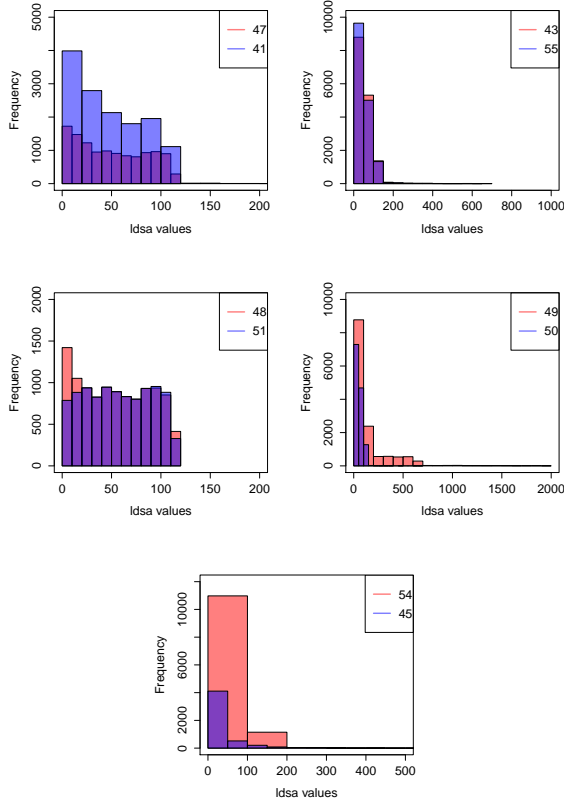 47
41
Frequency
0 1000 3000 5000
0 50 100 150 200
ldsa values
43
55
Frequency
0 2000 6000 10000
0 200 400 600 800 1000
ldsa values
48
51
Frequency
0 500 1000 1500 2000
0 50 100 150 200
ldsa values
49
50
Frequency
0 2000 6000 10000
0 500 1000 1500 2000
ldsa values
54
45
Frequency
0 2000 6000 10000
0 100 200 300 400 500
ldsa values